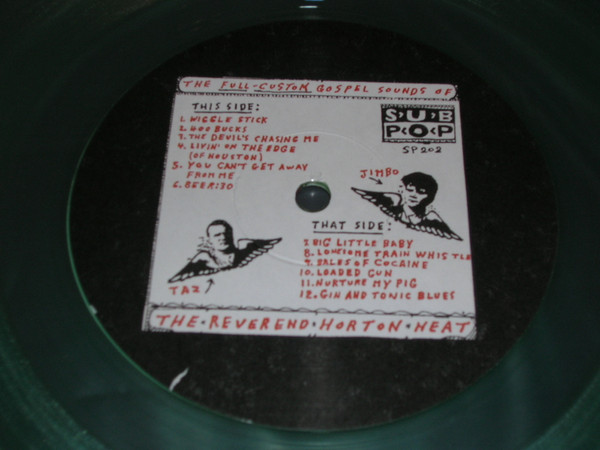 THE FULL-CUSTOM GOSPEL SOUNDS OF
THIS SIDE:
1. WIGGLE STICK
2. 400 BUCKS
3. THE DEVIL'S CHASING ME
4. LIVIN' ON THE EDGE
(OF HOUSTON)
5. YOU CAN'T GET AWAY
FROM ME
6. BEER:30
SUB
POP
SP202
JIMBO
TAZ
THAT SIDE:
7. BIG LITTLE BABY
8. LONESOME TRAIN WHISTLE
9. BALES OF COCAINE
10. LOADED GUN
11. NURTURE MY PIG
12. GIN AND TONIC BLUES
THE·REVEREND·HORTON·HEAT